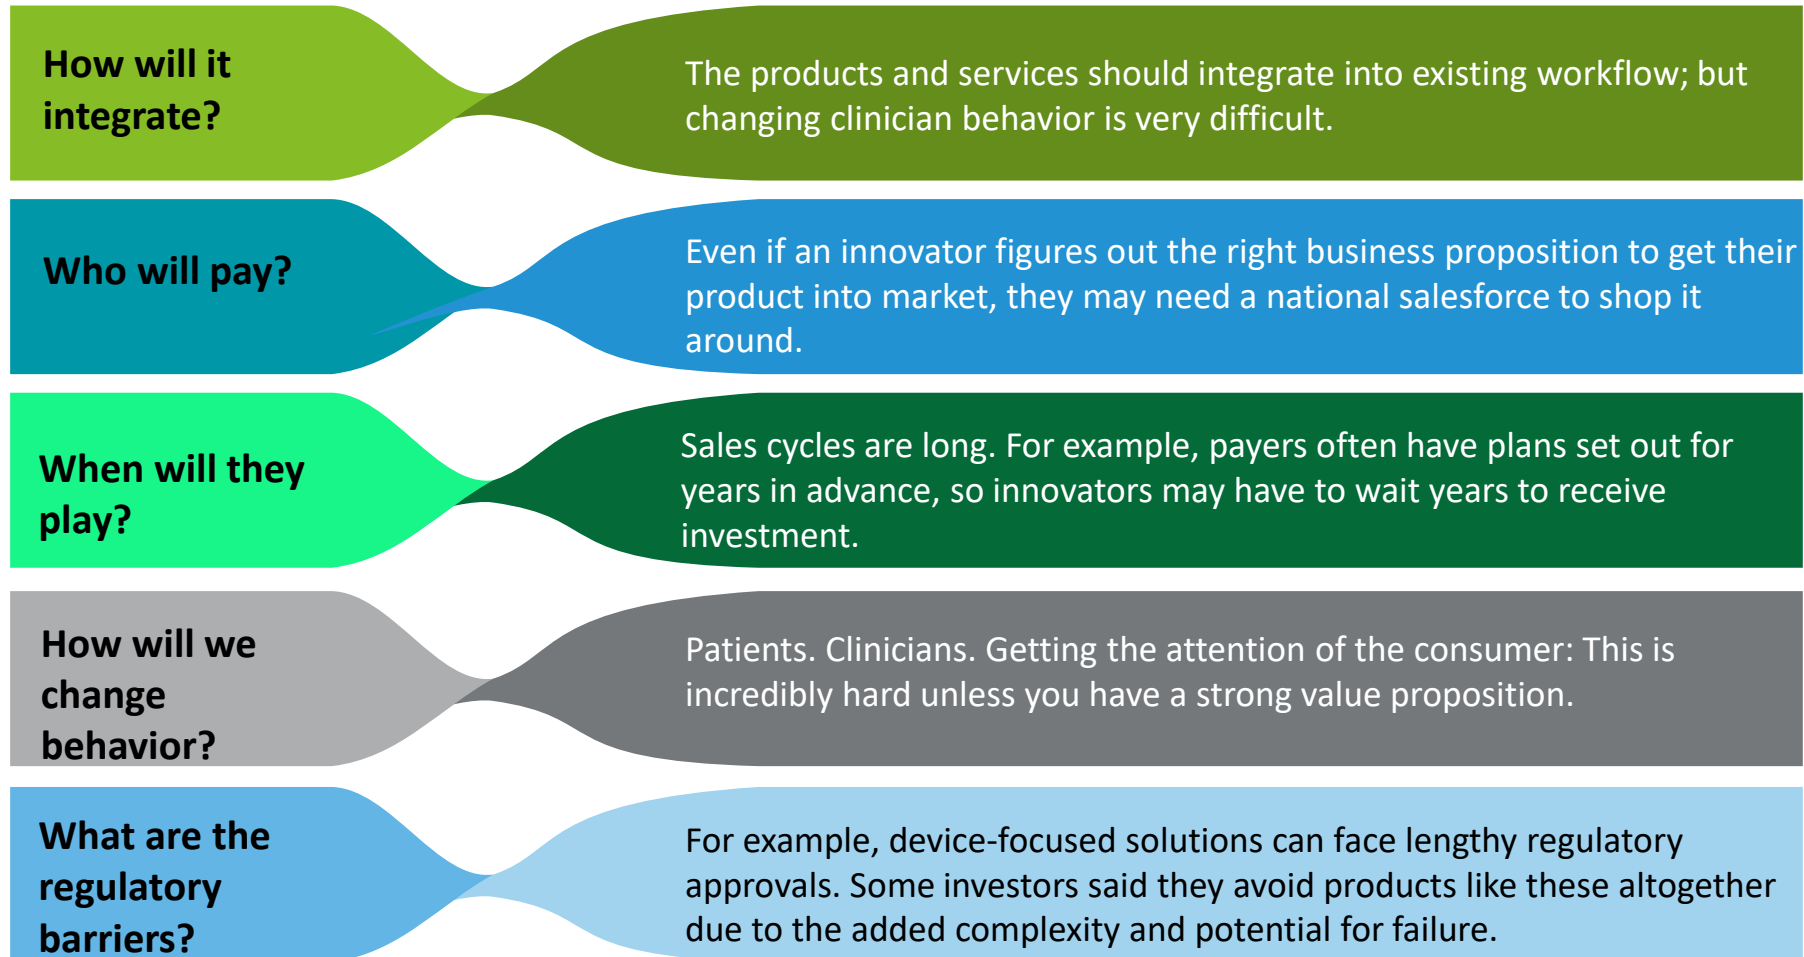 How will it
integrate?
The products and services should integrate into existing workflow; but
changing clinician behavior is very difficult.
Who will pay?
Even if an innovator figures out the right business proposition to get their
product into market, they may need a national salesforce to shop it
around.
When will they
play?
Sales cycles are long. For example, payers often have plans set out for
years in advance, so innovators may have to wait years to receive
investment.
How will we
change
behavior?
Patients. Clinicians. Getting the attention of the consumer: This is
incredibly hard unless you have a strong value proposition.
What are the
regulatory
barriers?
For example, device-focused solutions can face lengthy regulatory
approvals. Some investors said they avoid products like these altogether
due to the added complexity and potential for failure.